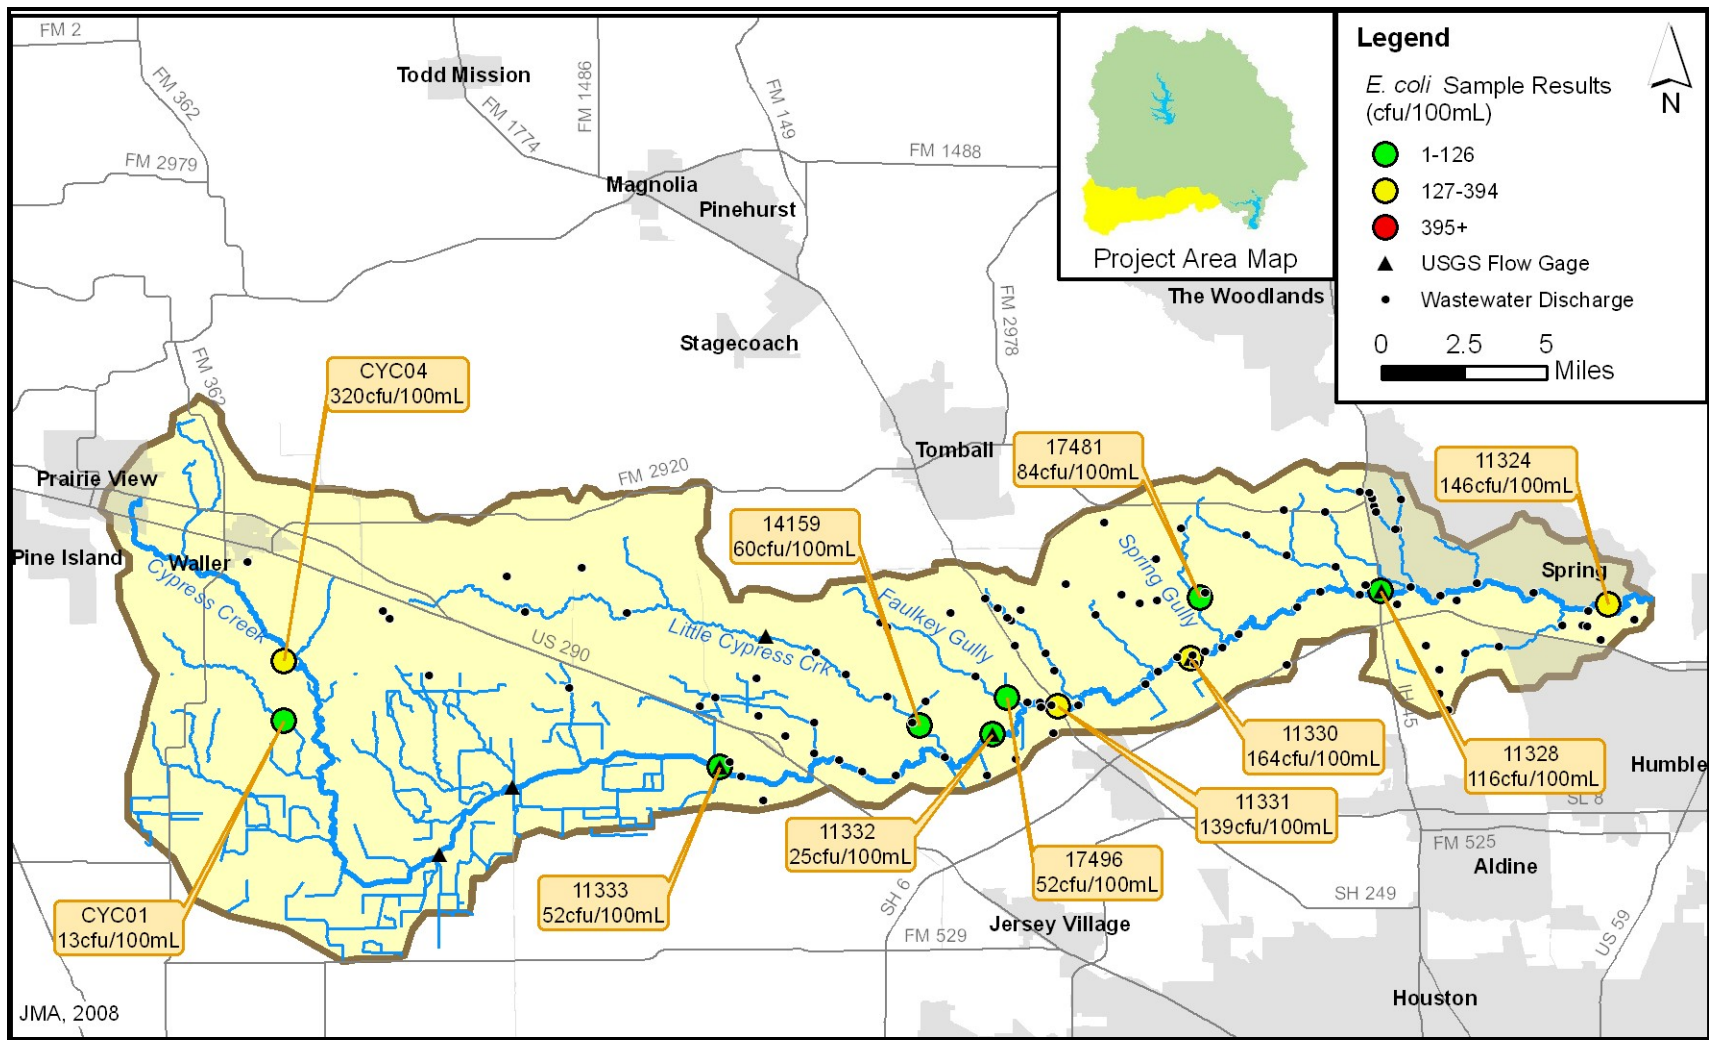 FM 2
FM 362
FM 2979
Todd Mission
FM 1774
FM 1486
FM 149
FM 1488
Magnolia
Pinehurst
Stagecoach
FM 2978
The Woodlands
Project Area Map
Legend
E. coli Sample Results
(cfu/100mL)
1-126
127-394
395+
USGS Flow Gage
Wastewater Discharge
0 2.5 5
Miles
N
FM 362
CYC04
320cfu/100mL
Prairie View
Pine Island
Waller
Cypress Creek
FM 2920
Tomball
17481
84cfu/100mL
11324
146cfu/100mL
14159
60cfu/100mL
Spring Gully
Spring
Faulkey Gully
Little Cypress Crk
US 290
IH 45
11330
164cfu/100mL
11328
116cfu/100mL
Humble
SL 8
11331
139cfu/100mL
11332
25cfu/100mL
17496
52cfu/100mL
FM 525
Aldine
11333
52cfu/100mL
SH 6
SH 249
CYC01
13cfu/100mL
Jersey Village
FM 529
US 59
Houston
JMA, 2008